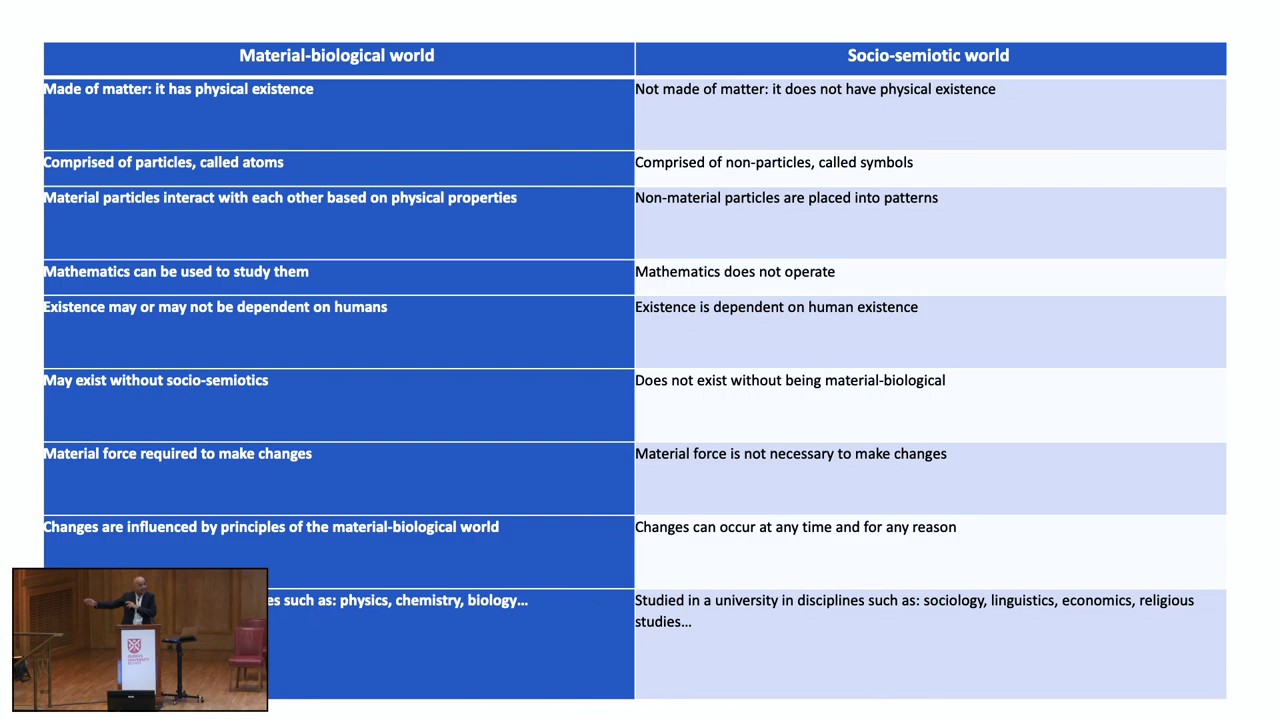 Material-biological world
Socio-semiotic world
Made of matter: it has physical existence
Not made of matter: it does not have physical existence
Comprised of particles, called atoms
Comprised of non-particles, called symbols
Material particles interact with each other based on physical properties
Non-material particles are placed into patterns
Mathematics can be used to study them
Mathematics does not operate
Existence may or may not be dependent on humans
Existence is dependent on human existence
May exist without socio-semiotics
Does not exist without being material-biological
Material force required to make changes
Material force is not necessary to make changes
Changes are influenced by principles of the material-biological world
Changes can occur at any time and for any reason
such as: physics, chemistry, biology…
Studied in a university in disciplines such as: sociology, linguistics, economics, religious
studies…